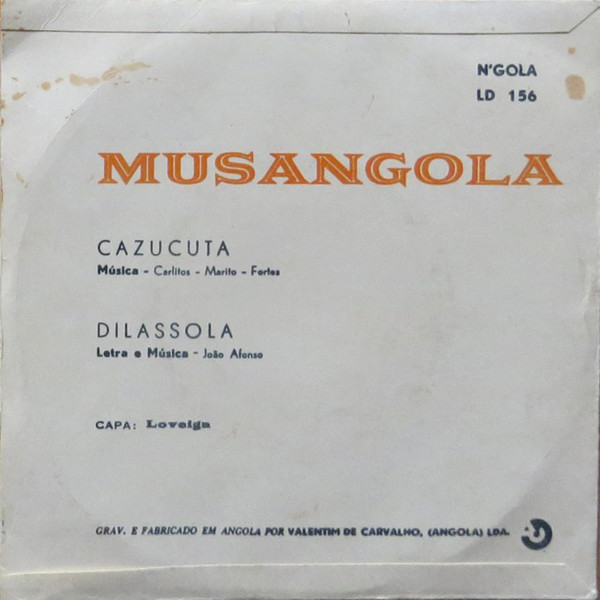 N'GOLA
LD 156
MUSANGOLA
CAZUCUTA
Música - Carlitos - Marito - Fortes
DILASSOLA
Letra e Música - João Afonso
CAPA: Loveign
GRAV. E FABRICADO EM ANGOLA POR VALENTIM DE CARVALHO, (ANGOLA) LDA.